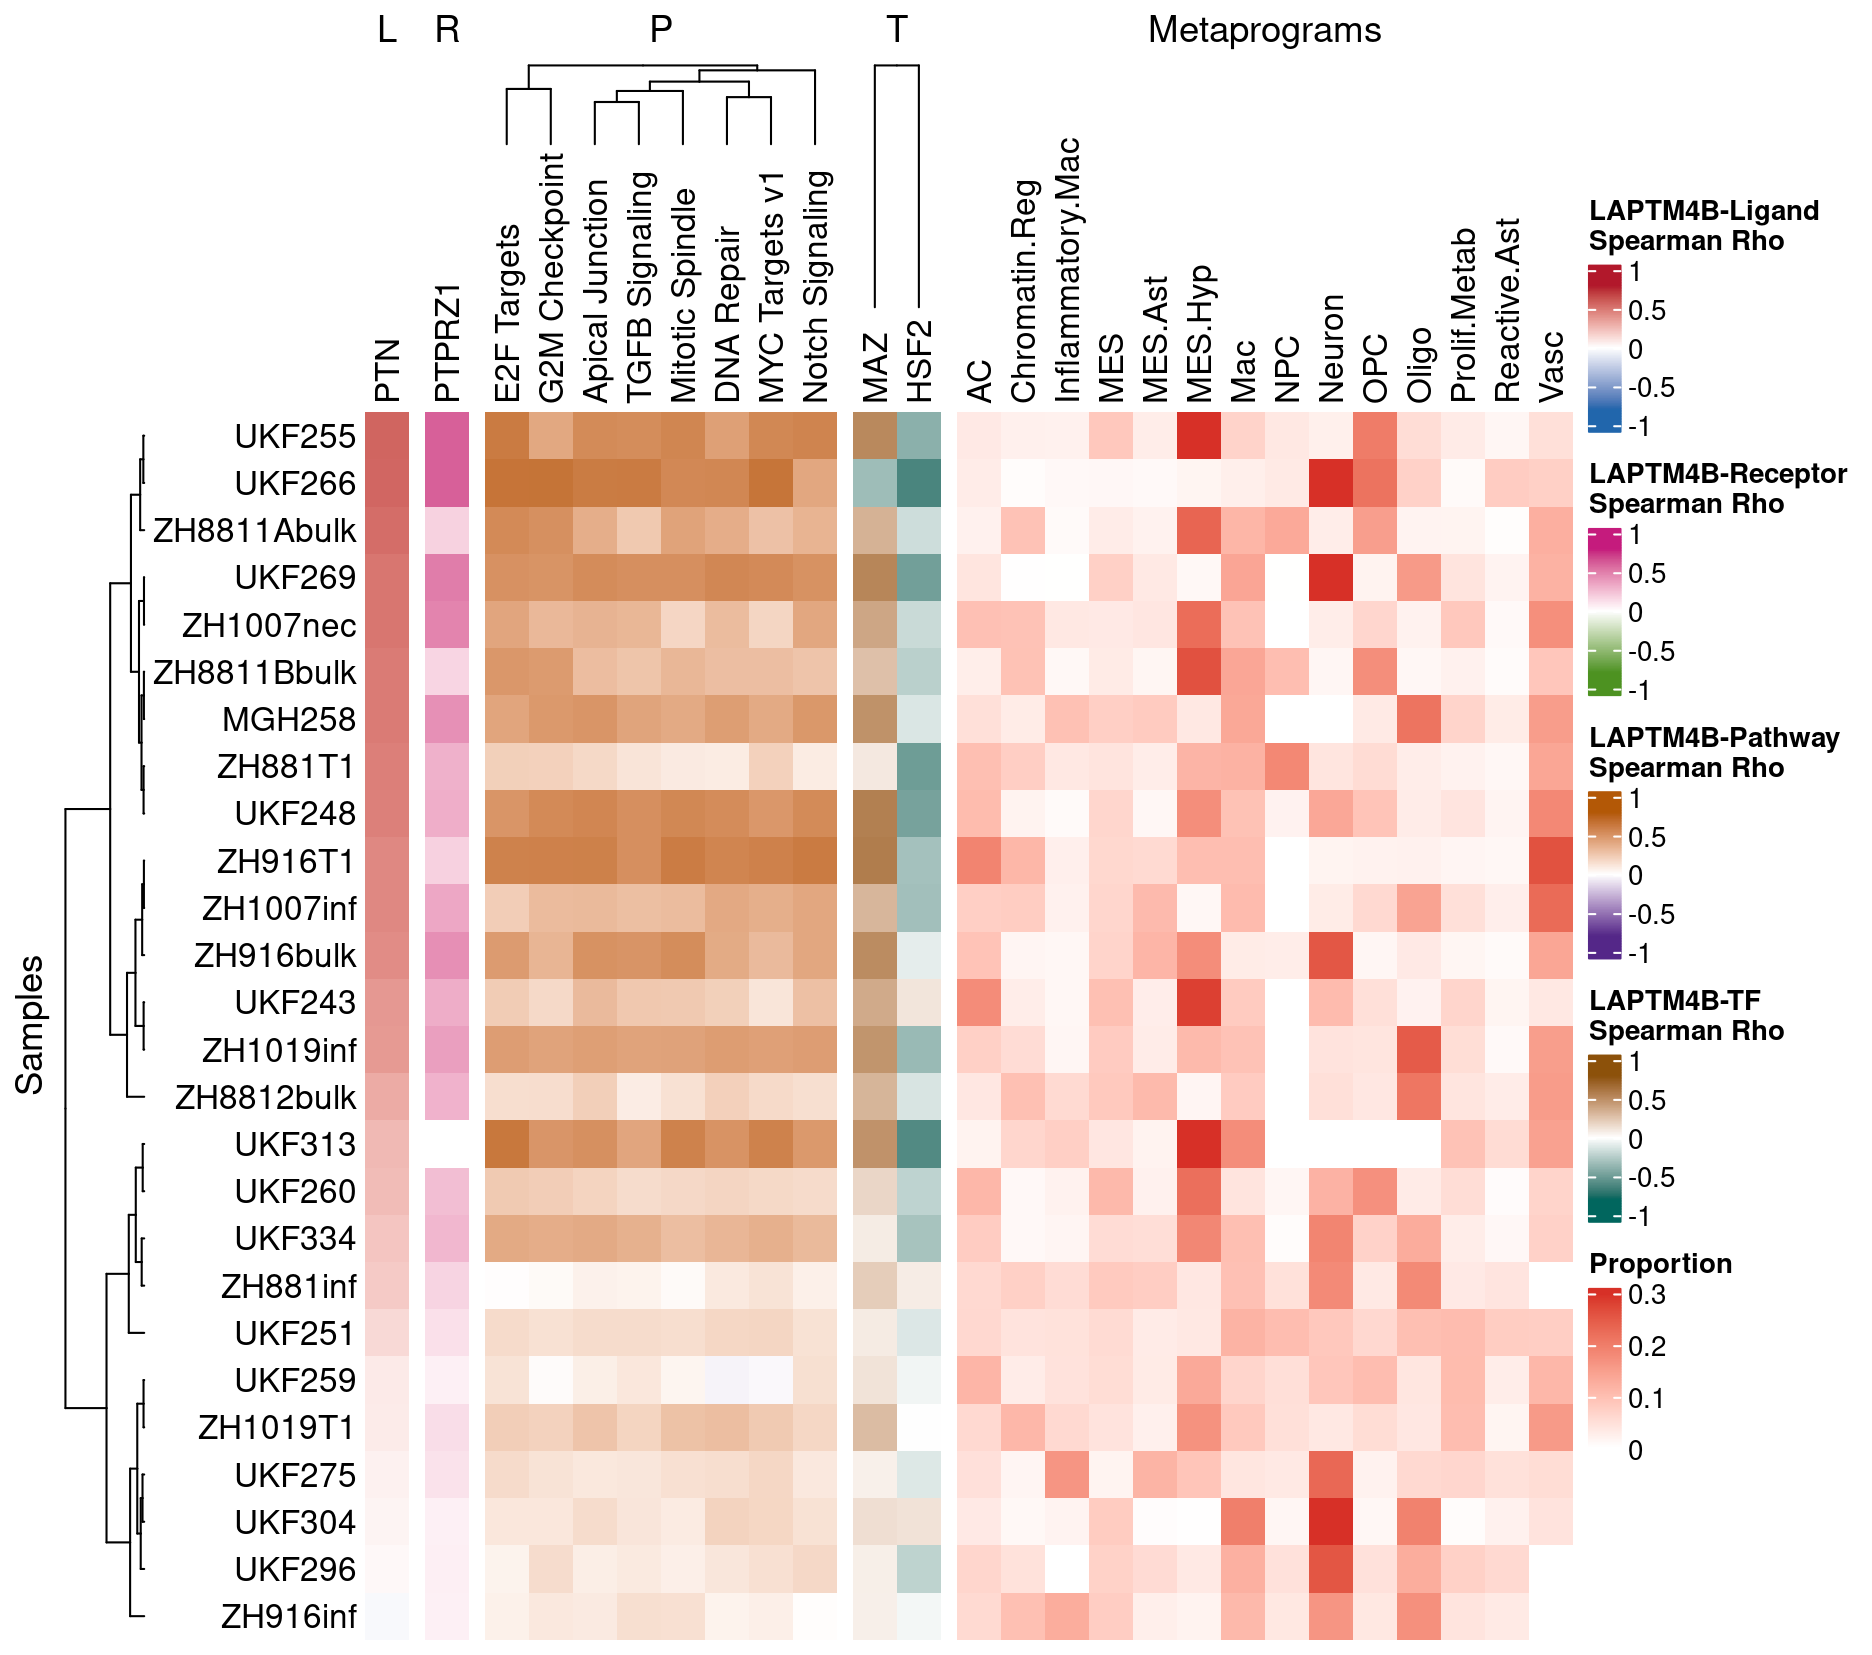 L R P T Metaprograms
PTN
PTPRZ1
E2F Targets
G2M Checkpoint
Apical Junction
TGFB Signaling
Mitotic Spindle
DNA Repair
MYC Targets v1
Notch Signaling
MAZ
HSF2
AC
Chromatin.Reg
Inflammatory.Mac
MES
MES.Ast
MES.Hyp
Mac
NPC
Neuron
OPC
Oligo
Prolif.Metab
Reactive.Ast
Vasc
Samples
UKF255
UKF266
ZH8811Abulk
UKF269
ZH1007nec
ZH8811Bbulk
MGH258
ZH881T1
UKF248
ZH916T1
ZH1007inf
ZH916bulk
UKF243
ZH1019inf
ZH8812bulk
UKF313
UKF260
UKF334
ZH881inf
UKF251
UKF259
ZH1019T1
UKF275
UKF304
UKF296
ZH916inf
LAPTM4B-Ligand
Spearman Rho
1
0.5
0
-0.5
-1
LAPTM4B-Receptor
Spearman Rho
1
0.5
0
-0.5
-1
LAPTM4B-Pathway
Spearman Rho
1
0.5
0
-0.5
-1
LAPTM4B-TF
Spearman Rho
1
0.5
0
-0.5
-1
Proportion
0.3
0.2
0.1
0